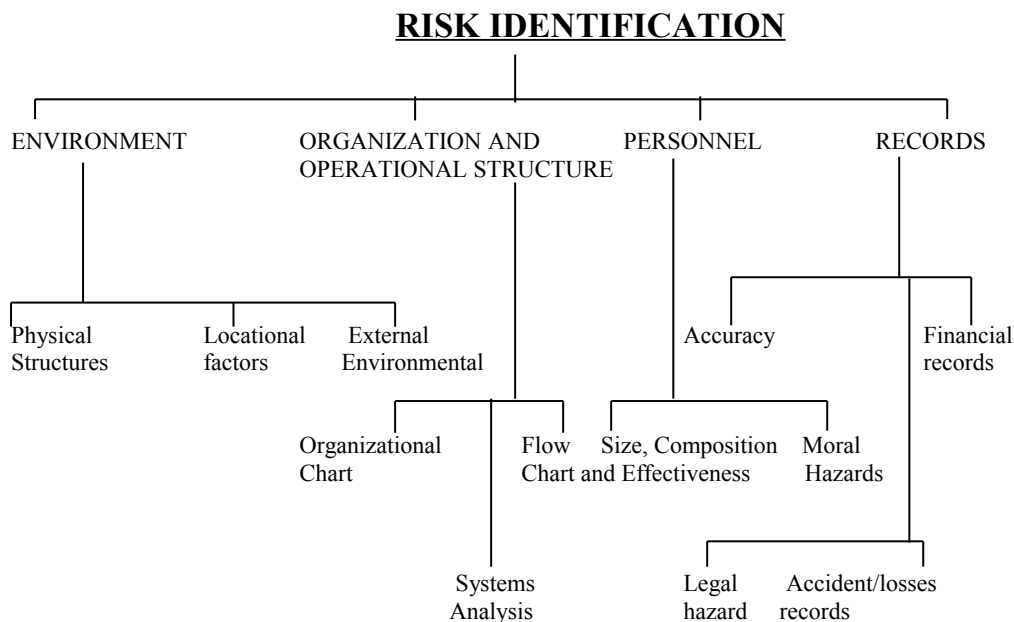 RISK IDENTIFICATION
ENVIRONMENT
ORGANIZATION AND
OPERATIONAL STRUCTURE
PERSONNEL
RECORDS
Physical
Structures
Locational
factors
External
Environmental
Accuracy
Financial
records
Organizational
Chart
Flow
Chart
Size, Composition
and Effectiveness
Moral
Hazards
Systems
Analysis
Legal
hazard
Accident/losses
records